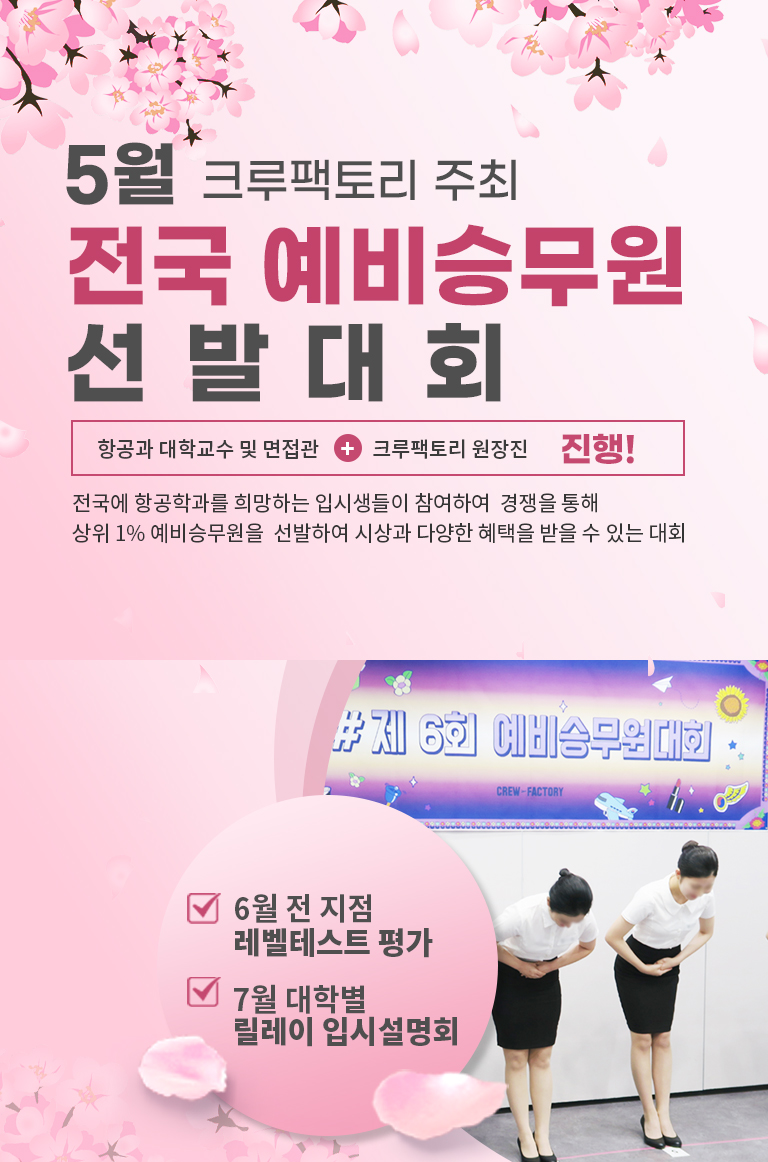 5월 크루팩토리 주최
전국 예비승무원
선발대회
항공과 대학교수 및 면접관 + 크루팩토리 원장진 진행!
전국에 항공학과를 희망하는 입시생들이 참여하여 경쟁을 통해
상위 1% 예비승무원을 선발하여 시상과 다양한 혜택을 받을 수 있는 대회
# 제 6회 예비승무원대회
CREW-FACTORY
6월 전 지점
레벨테스트 평가
7월 대학별
릴레이 입시설명회